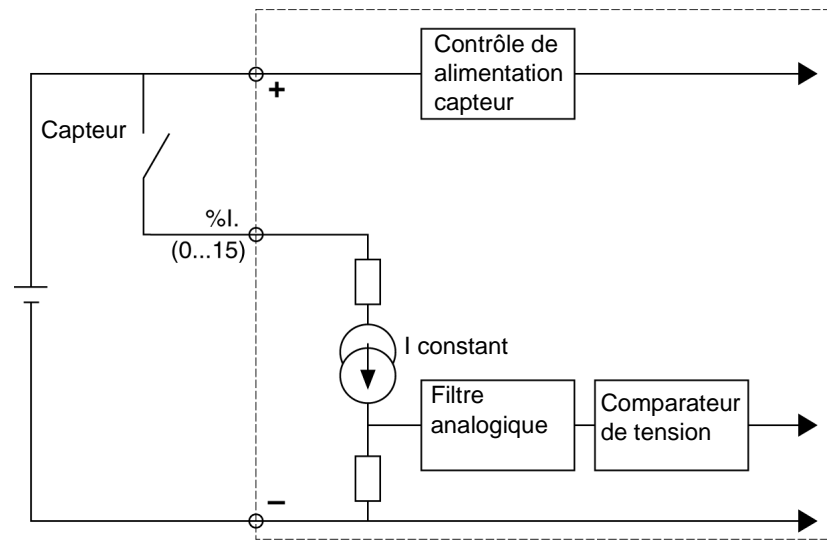 Contrôle de
alimentation
capteur
+
Capteur
%I.
(0...15)
I constant
Filtre
analogique
Comparateur
de tension
–